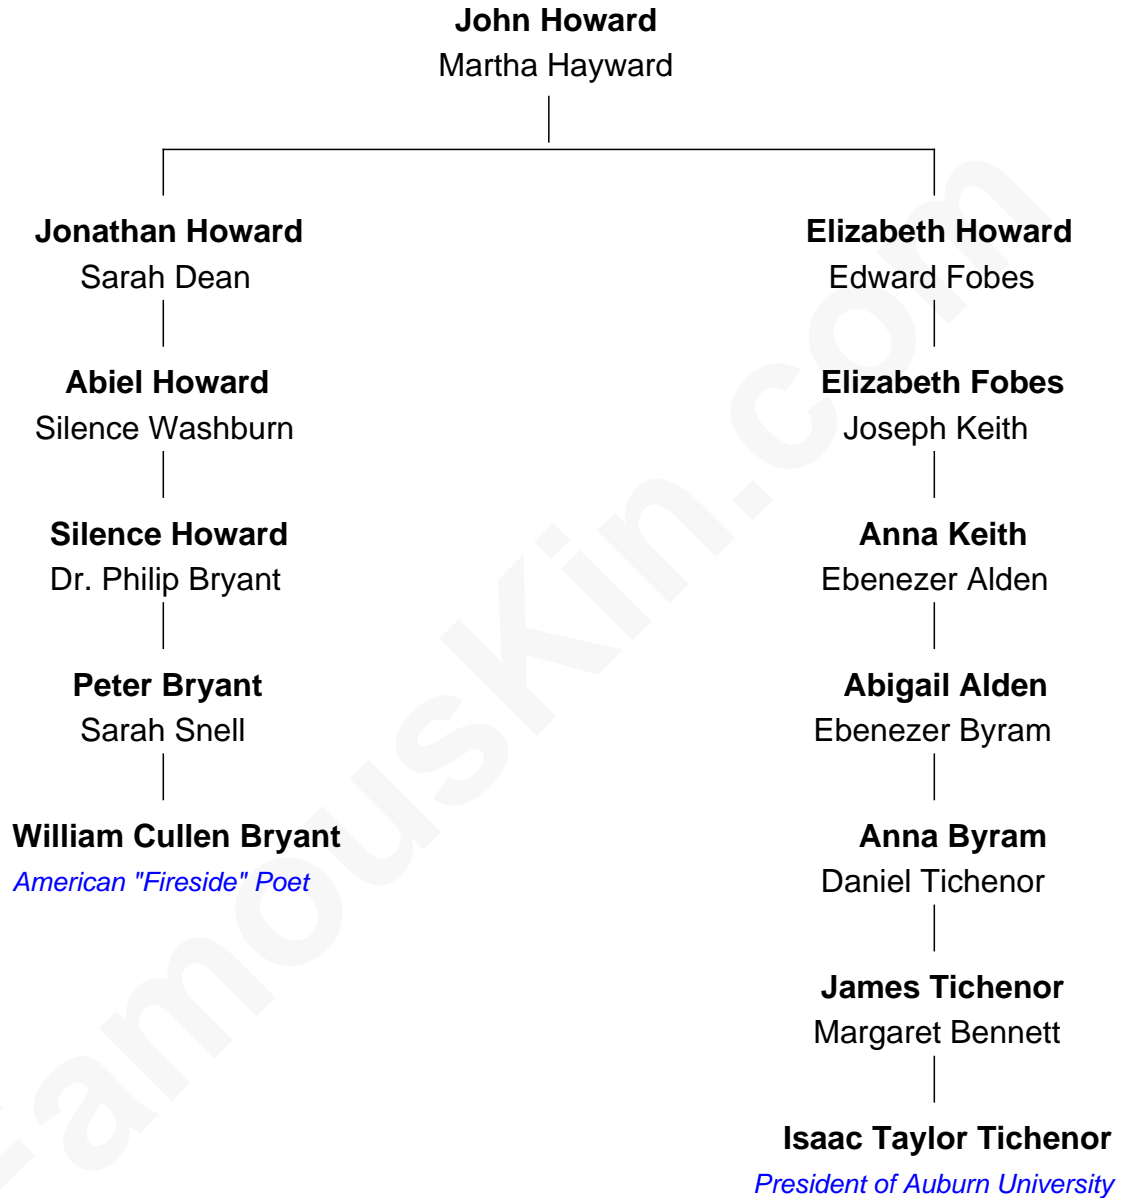 John Howard
Martha Hayward
Jonathan Howard
Sarah Dean
Elizabeth Howard
Edward Fobes
Abiel Howard
Silence Washburn
Elizabeth Fobes
Joseph Keith
Silence Howard
Dr. Philip Bryant
Anna Keith
Ebenezer Alden
Peter Bryant
Sarah Snell
Abigail Alden
Ebenezer Byram
William Cullen Bryant
American "Fireside" Poet
Anna Byram
Daniel Tichenor
James Tichenor
Margaret Bennett
Isaac Taylor Tichenor
President of Auburn University
FamousKin.com